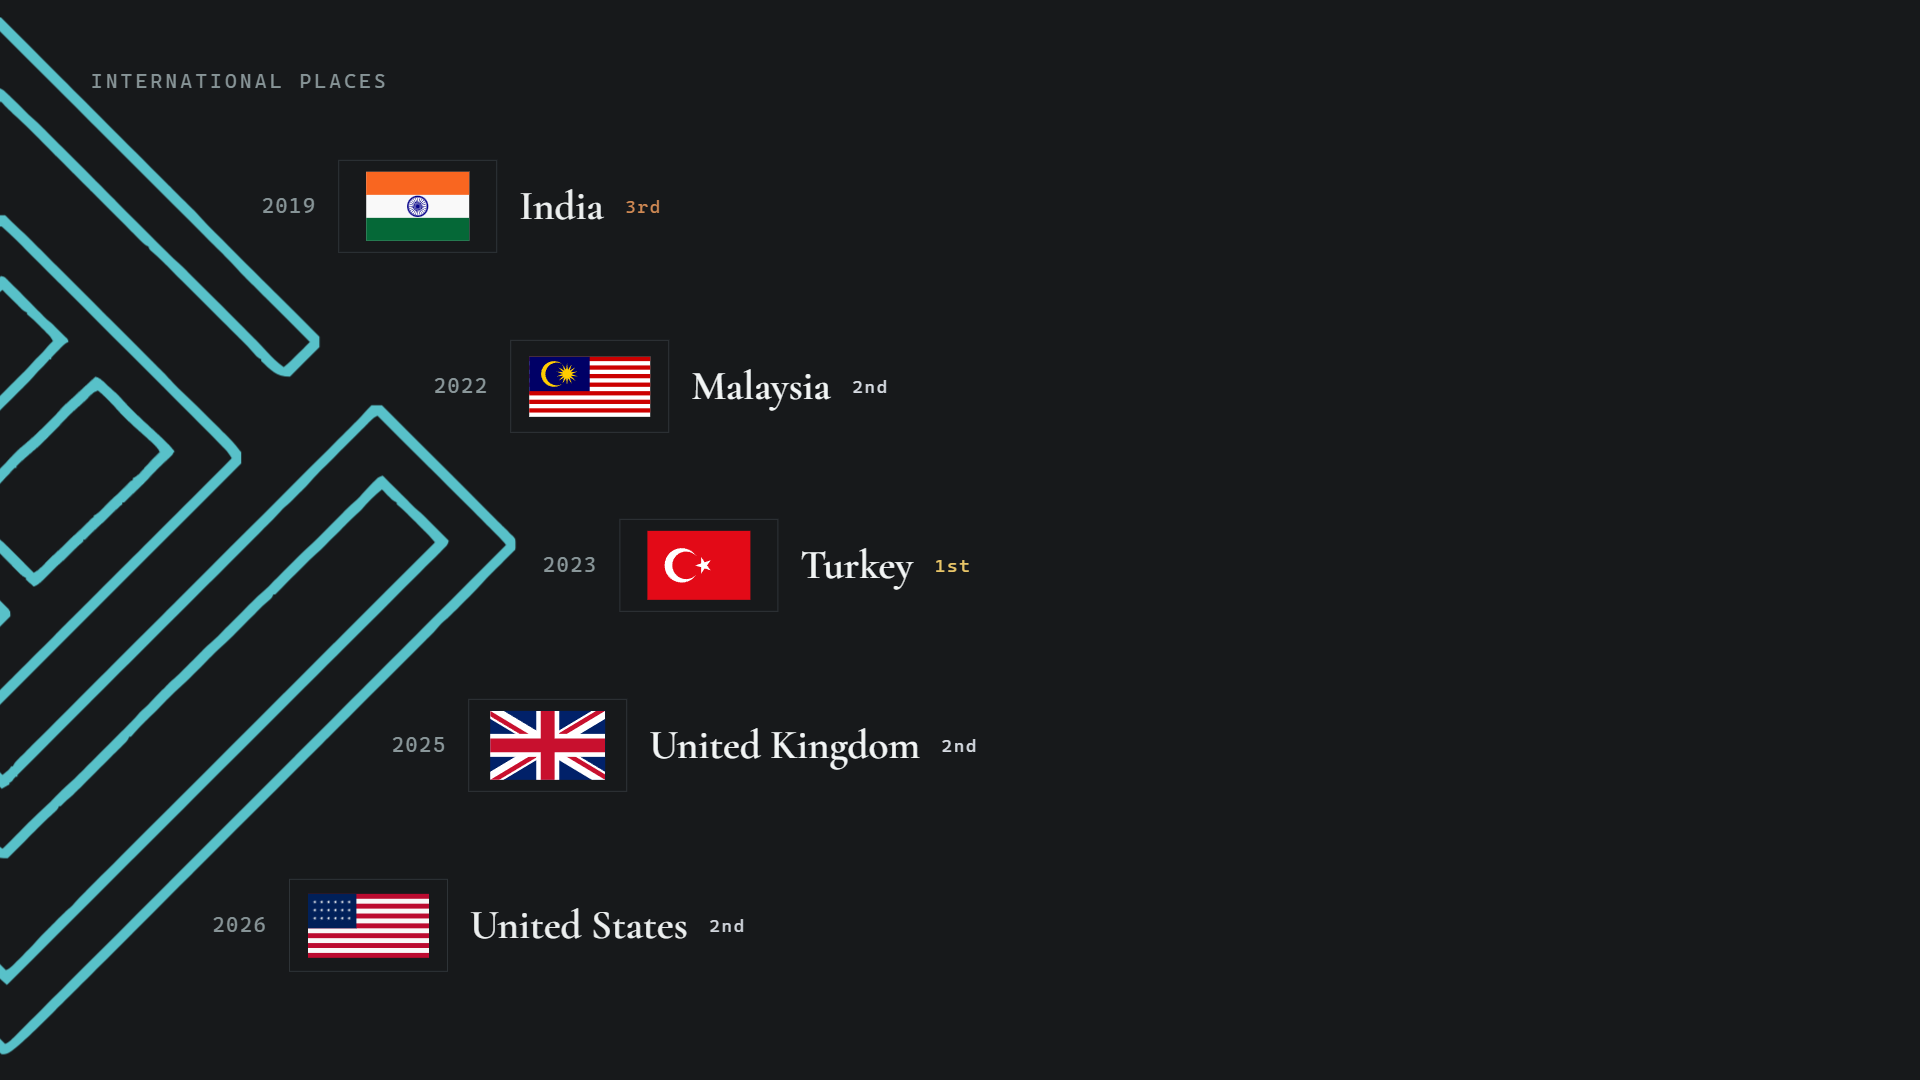 INTERNATIONAL PLACES
2019 India 3rd
2022 Malaysia 2nd
2023 Turkey 1st
2025 United Kingdom 2nd
2026 United States 2nd